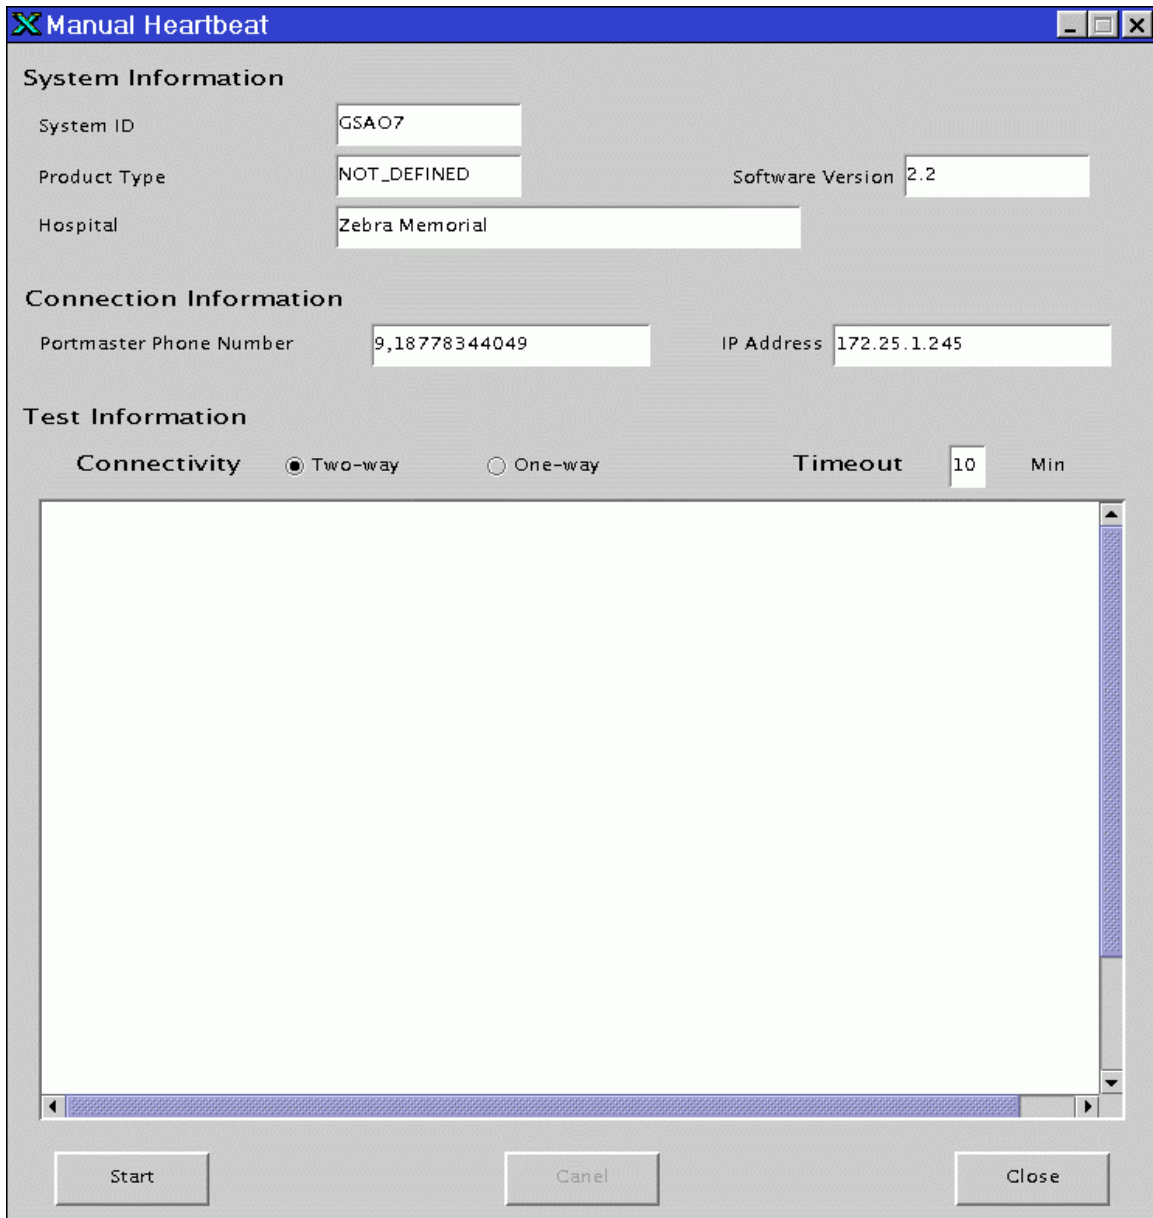 Manual Heartbeat
System Information
System ID GSAO7
Product Type NOT_DEFINED Software Version 2.2
Hospital Zebra Memorial
Connection Information
Portmaster Phone Number 9,18778344049 IP Address 172.25.1.245
Test Information
Connectivity Two-way One-way Timeout 10 Min
Start Canel Close